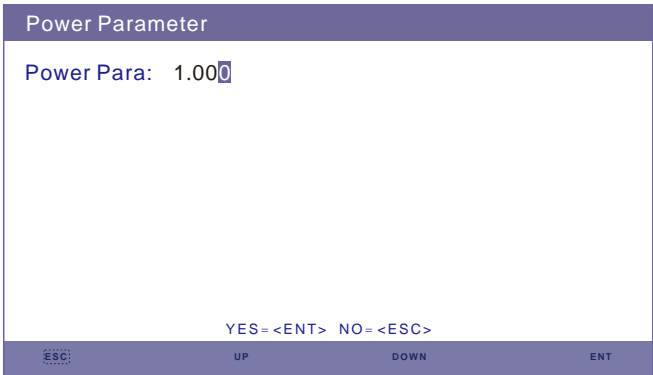 Power Parameter
Power Para: 1.000
YES=<ENT> NO=<ESC>
ESC UP DOWN ENT